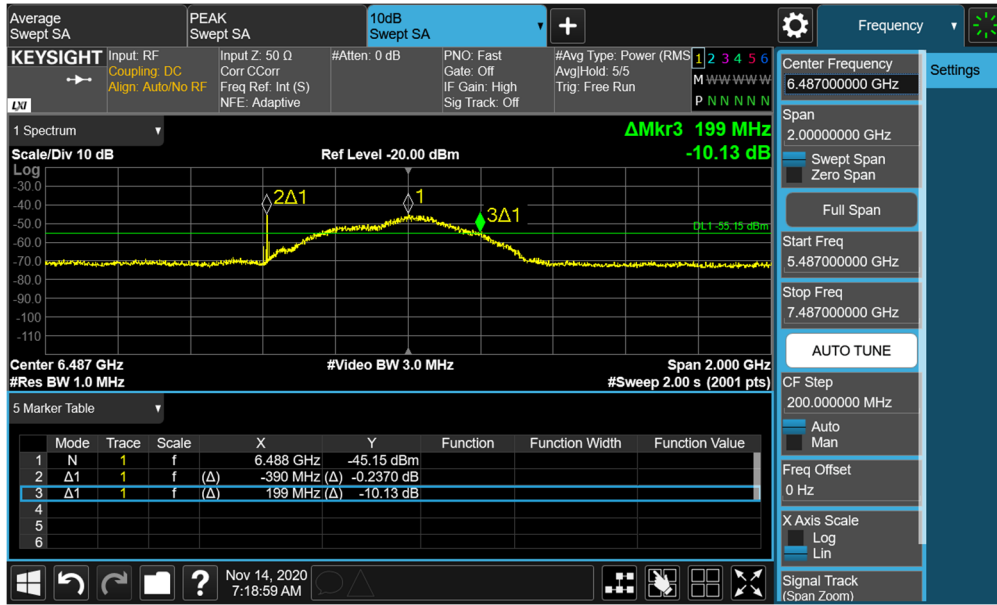 Average
Swept SA
PEAK
Swept SA
10dB
Swept SA
+
Frequency
KEYSIGHT
LXI
Input: RF
Coupling: DC
Align: Auto/No RF
Input Z: 50 Ω
Corr CCorr
Freq Ref: Int (S)
NFE: Adaptive
#Atten: 0 dB
PNO: Fast
Gate: Off
IF Gain: High
Sig Track: Off
#Avg Type: Power (RMS
Avg|Hold: 5/5
Trig: Free Run
1 2 3 4 5 6
M W W W W W
P N N N N N
1 Spectrum
Scale/Div 10 dB
Ref Level -20.00 dBm
ΔMkr3 199 MHz
-10.13 dB
Log
-30.0
-40.0
-50.0
-60.0
-70.0
-80.0
-90.0
-100
-110
2Δ1
1
3Δ1
DL1 -55.15 dBm
Center 6.487 GHz
#Video BW 3.0 MHz
Span 2.000 GHz
#Res BW 1.0 MHz
#Sweep 2.00 s (2001 pts)
5 Marker Table
Mode Trace Scale X Y Function Function Width Function Value
1 N 1 f 6.488 GHz -45.15 dBm
2 Δ1 1 f (Δ) -390 MHz (Δ) -0.2370 dB
3 Δ1 1 f (Δ) 199 MHz (Δ) -10.13 dB
4
5
6
?
Nov 14, 2020
7:18:59 AM
Center Frequency
6.487000000 GHz
Settings
Span
2.00000000 GHz
Swept Span
Zero Span
Full Span
Start Freq
5.487000000 GHz
Stop Freq
7.487000000 GHz
AUTO TUNE
CF Step
200.000000 MHz
Auto
Man
Freq Offset
0 Hz
X Axis Scale
Log
Lin
Signal Track
(Span Zoom)